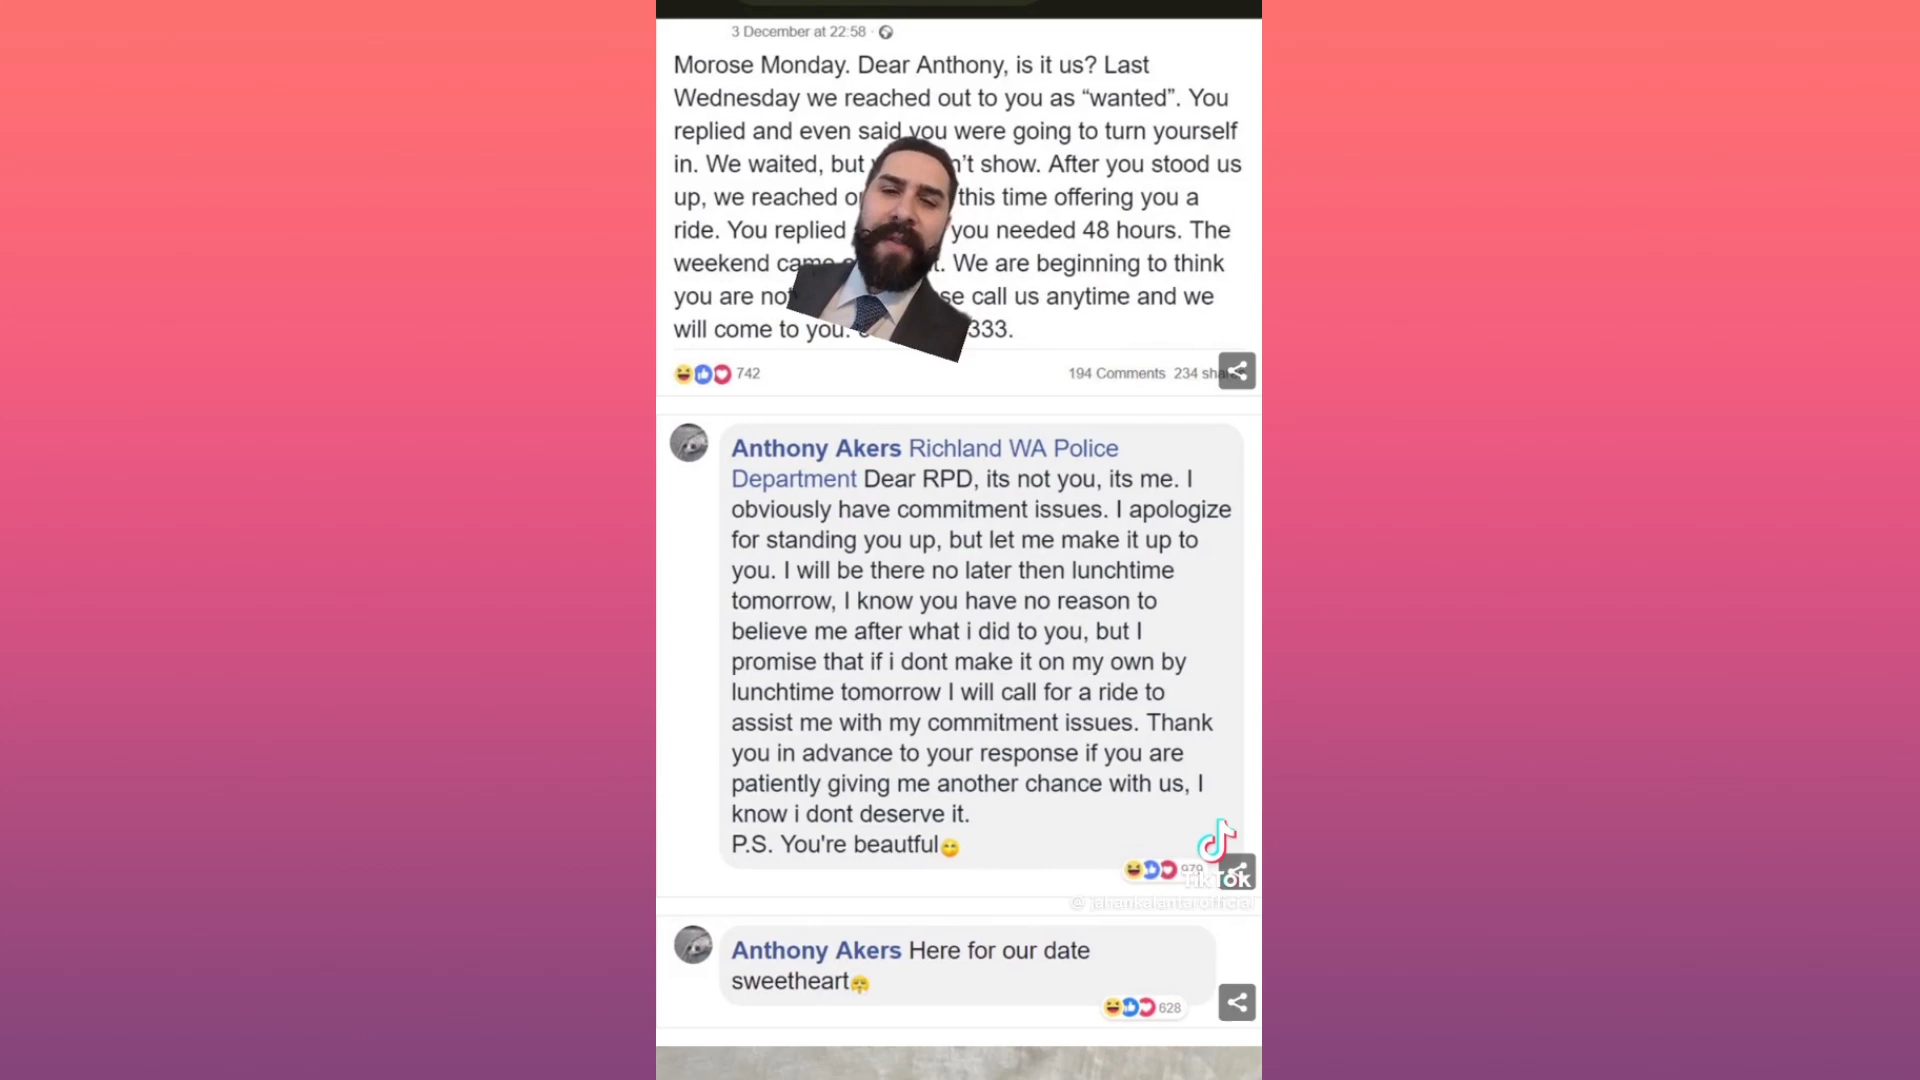 3 December at 22:58 ·
Morose Monday. Dear Anthony, is it us? Last
Wednesday we reached out to you as “wanted”. You
replied and even said you were going to turn yourself
in. We waited, but n’t show. After you stood us
up, we reached this time offering you a
ride. You replied you needed 48 hours. The
weekend came We are beginning to think
you are call us anytime and we
will come to you. 333.
742
194 Comments 234
Anthony Akers Richland WA Police
Department Dear RPD, its not you, its me. I
obviously have commitment issues. I apologize
for standing you up, but let me make it up to
you. I will be there no later then lunchtime
tomorrow, I know you have no reason to
believe me after what i did to you, but I
promise that if i dont make it on my own by
lunchtime tomorrow I will call for a ride to
assist me with my commitment issues. Thank
you in advance to your response if you are
patiently giving me another chance with us, I
know i dont deserve it.
P.S. You're beautful
TikTok
@jahankalantarofficial
Anthony Akers Here for our date
sweetheart
628